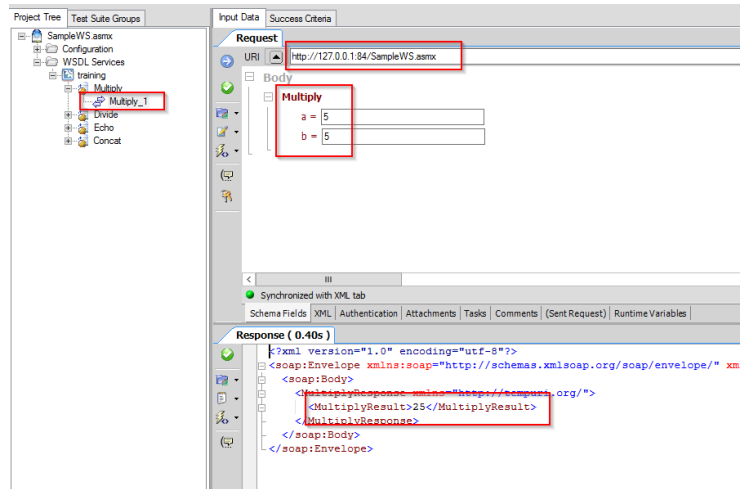 Project Tree Test Suite Groups
SampleWS.asmx
Configuration
WSDL Services
training
Multiply
Multiply_1
Divide
Echo
Concat
Input Data Success Criteria
Request
URI http://127.0.0.1:84/SampleWS.asmx
Body
Multiply
a = 5
b = 5
Synchronized with XML tab
Schema Fields XML Authentication Attachments Tasks Comments (Sent Request) Runtime Variables
Response ( 0.40s )
<?xml version="1.0" encoding="utf-8"?>
<soap:Envelope xmlns:soap="http://schemas.xmlsoap.org/soap/envelope/" xm
<soap:Body>
<MultiplyResponse xmlns="http://tempuri.org/">
<MultiplyResult>25</MultiplyResult>
</MultiplyResponse>
</soap:Body>
</soap:Envelope>